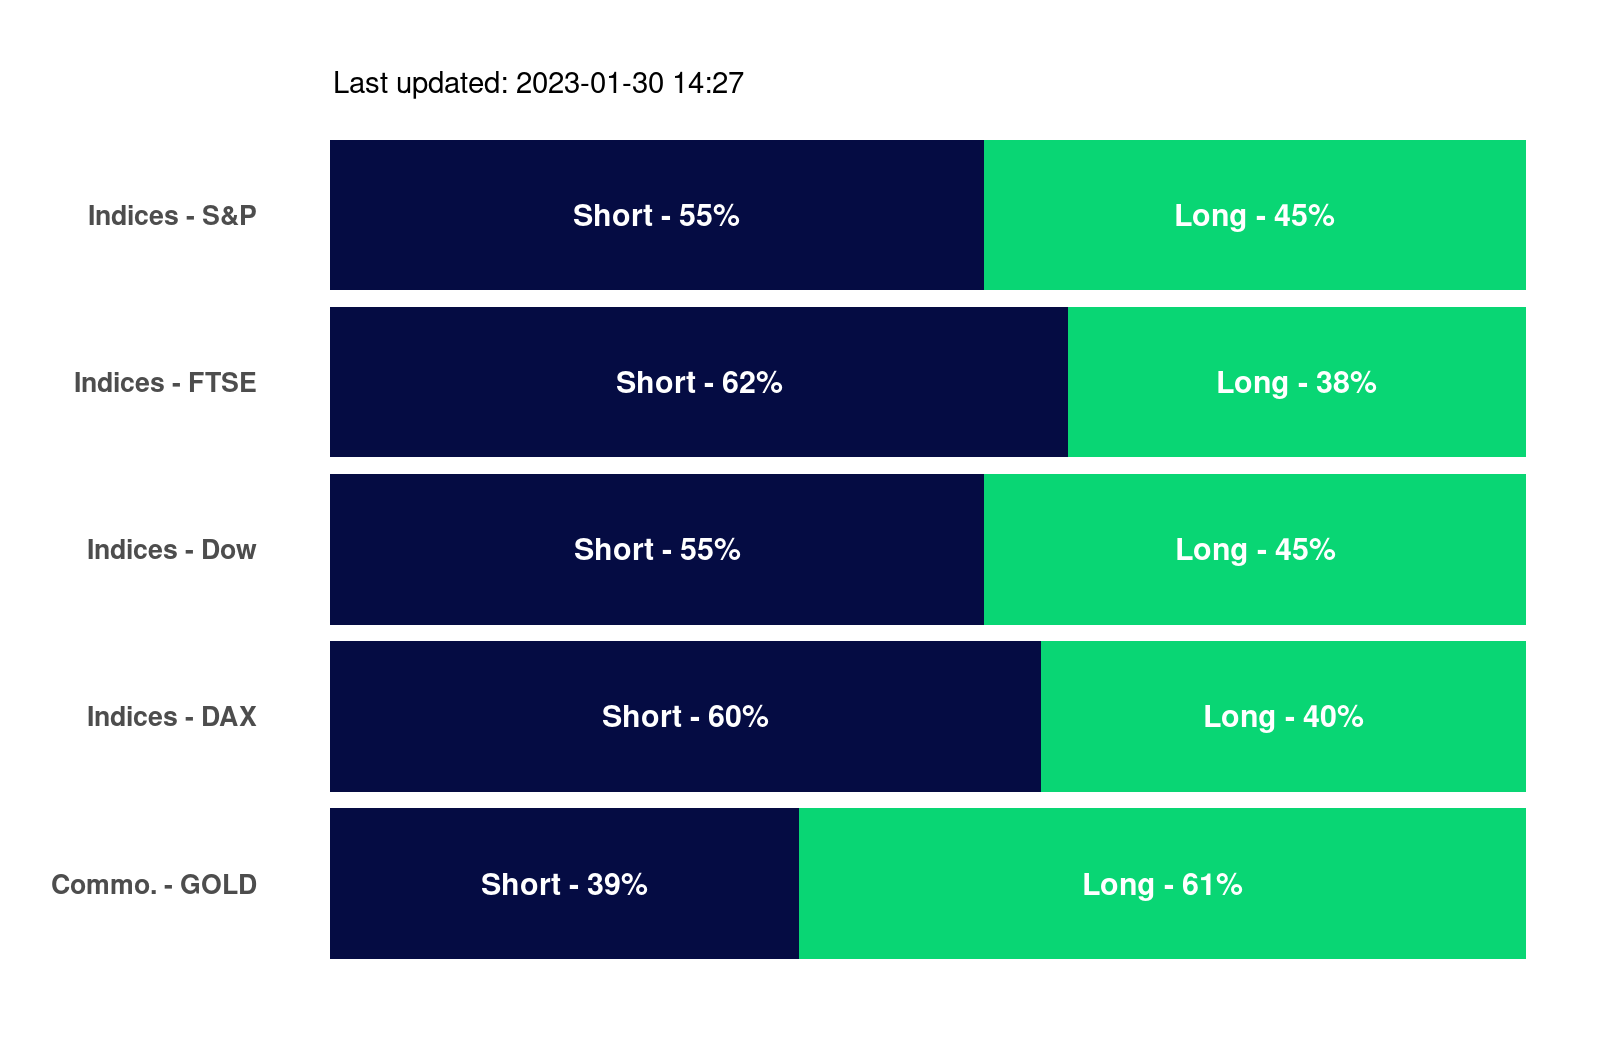 Last updated: 2023-01-30 14:27
Indices - S&P Short - 55% Long - 45%
Indices - FTSE Short - 62% Long - 38%
Indices - Dow Short - 55% Long - 45%
Indices - DAX Short - 60% Long - 40%
Commo. - GOLD Short - 39% Long - 61%